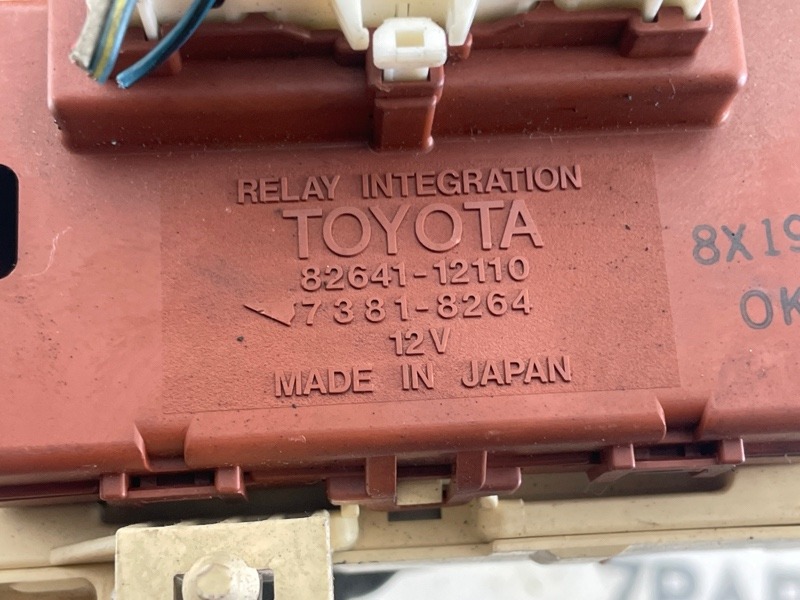 RELAY INTEGRATION
TOYOTA
82641-12110
7381-8264
12V
MADE IN JAPAN
8X19
OK